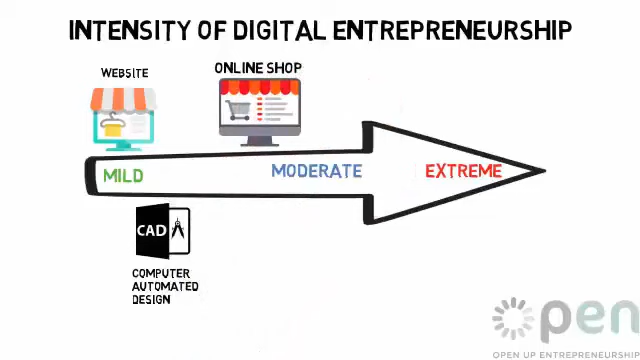 INTENSITY OF DIGITAL ENTREPRENEURSHIP
WEBSITE
ONLINE SHOP
MILD
MODERATE
EXTREME
CAD
COMPUTER
AUTOMATED
DESIGN
open
OPEN UP ENTREPRENEURSHIP